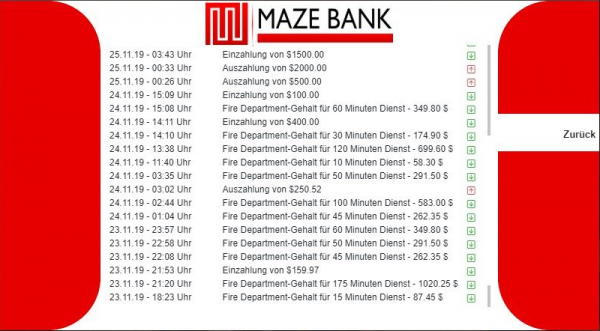 MAZE BANK
25.11.19 - 03:43 Uhr Einzahlung von $1500.00
25.11.19 - 00:33 Uhr Auszahlung von $2000.00
25.11.19 - 00:26 Uhr Auszahlung von $500.00
24.11.19 - 15:09 Uhr Einzahlung von $100.00
24.11.19 - 15:08 Uhr Fire Department-Gehalt für 60 Minuten Dienst - 349.80 $
24.11.19 - 14:11 Uhr Einzahlung von $400.00
24.11.19 - 14:10 Uhr Fire Department-Gehalt für 30 Minuten Dienst - 174.90 $
Zurück
24.11.19 - 13:38 Uhr Fire Department-Gehalt für 120 Minuten Dienst - 699.60 $
24.11.19 - 11:40 Uhr Fire Department-Gehalt für 10 Minuten Dienst - 58.30 $
24.11.19 - 03:35 Uhr Fire Department-Gehalt für 50 Minuten Dienst - 291.50 $
24.11.19 - 03:02 Uhr Auszahlung von $250.52
24.11.19 - 02:44 Uhr Fire Department-Gehalt für 100 Minuten Dienst - 583.00 $
24.11.19 - 01:04 Uhr Fire Department-Gehalt für 45 Minuten Dienst - 262.35 $
23.11.19 - 23:57 Uhr Fire Department-Gehalt für 60 Minuten Dienst - 349.80 $
23.11.19 - 22:58 Uhr Fire Department-Gehalt für 50 Minuten Dienst - 291.50 $
23.11.19 - 22:08 Uhr Fire Department-Gehalt für 45 Minuten Dienst - 262.35 $
23.11.19 - 21:53 Uhr Einzahlung von $159.97
23.11.19 - 21:20 Uhr Fire Department-Gehalt für 175 Minuten Dienst - 1020.25 $
23.11.19 - 18:23 Uhr Fire Department-Gehalt für 15 Minuten Dienst - 87.45 $